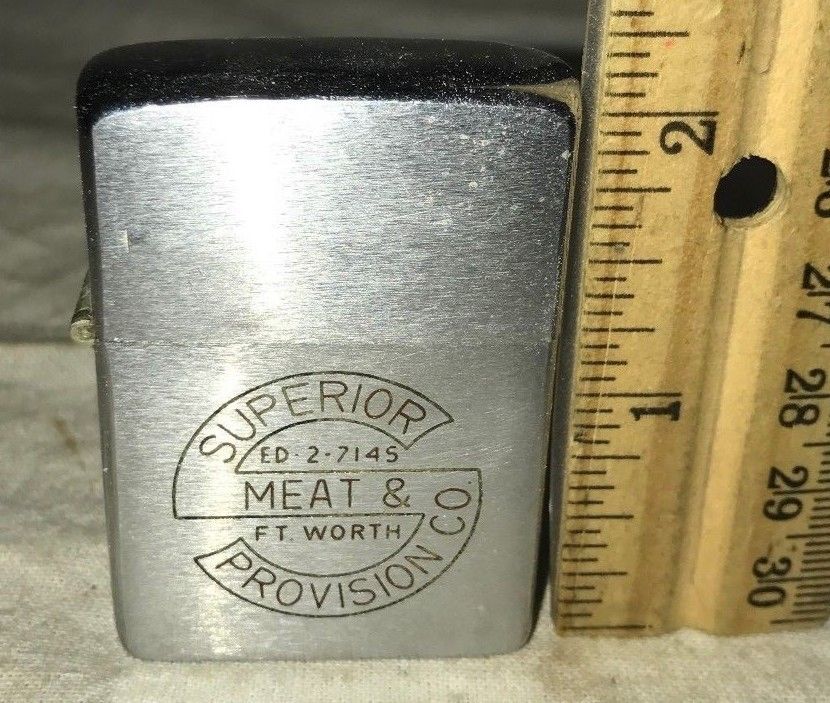 SUPERIOR
ED-2-7145
MEAT &
FT. WORTH
PROVISION CO.
2
1
27
28
29
30